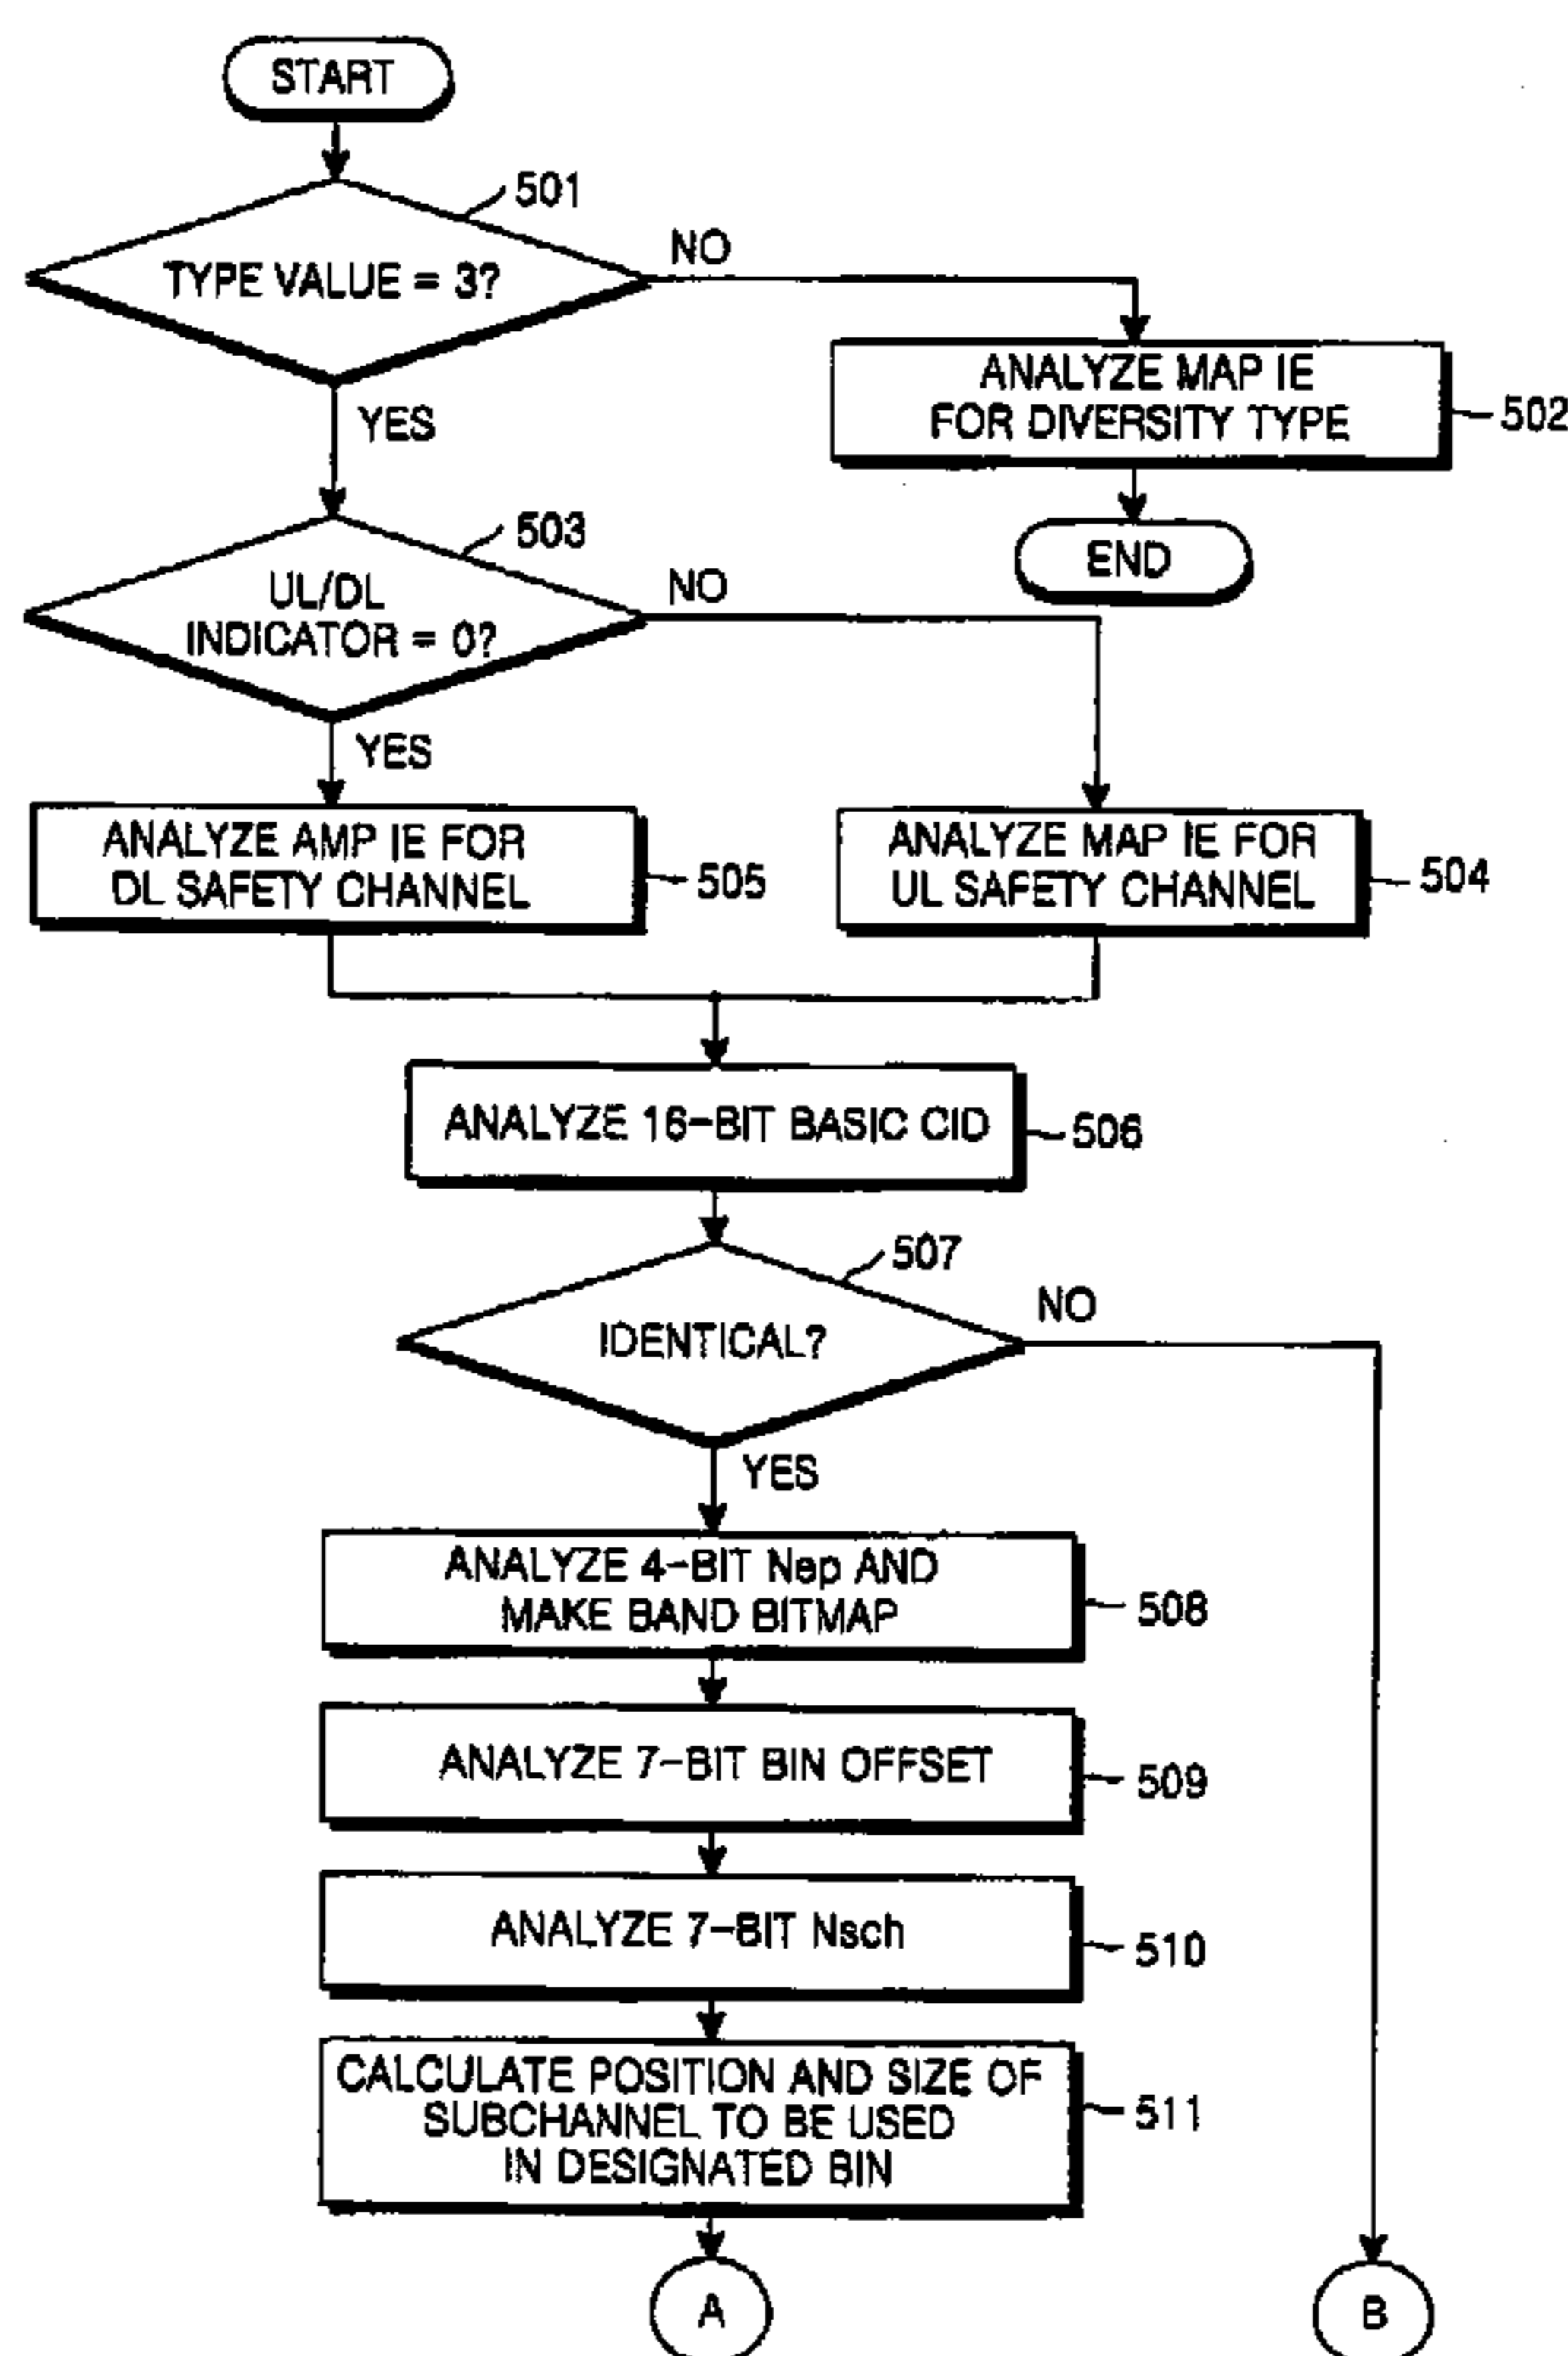 START
501
TYPE VALUE = 3?
NO
YES
ANALYZE MAP IE
FOR DIVERSITY TYPE
502
END
503
UL/DL
INDICATOR = 0?
NO
YES
ANALYZE AMP IE FOR
DL SAFETY CHANNEL
505
ANALYZE MAP IE FOR
UL SAFETY CHANNEL
504
ANALYZE 16-BIT BASIC CID
506
507
IDENTICAL?
NO
YES
ANALYZE 4-BIT Nep AND
MAKE BAND BITMAP
508
ANALYZE 7-BIT BIN OFFSET
509
ANALYZE 7-BIT Nsch
510
CALCULATE POSITION AND SIZE OF
SUBCHANNEL TO BE USED
IN DESIGNATED BIN
511
A
B